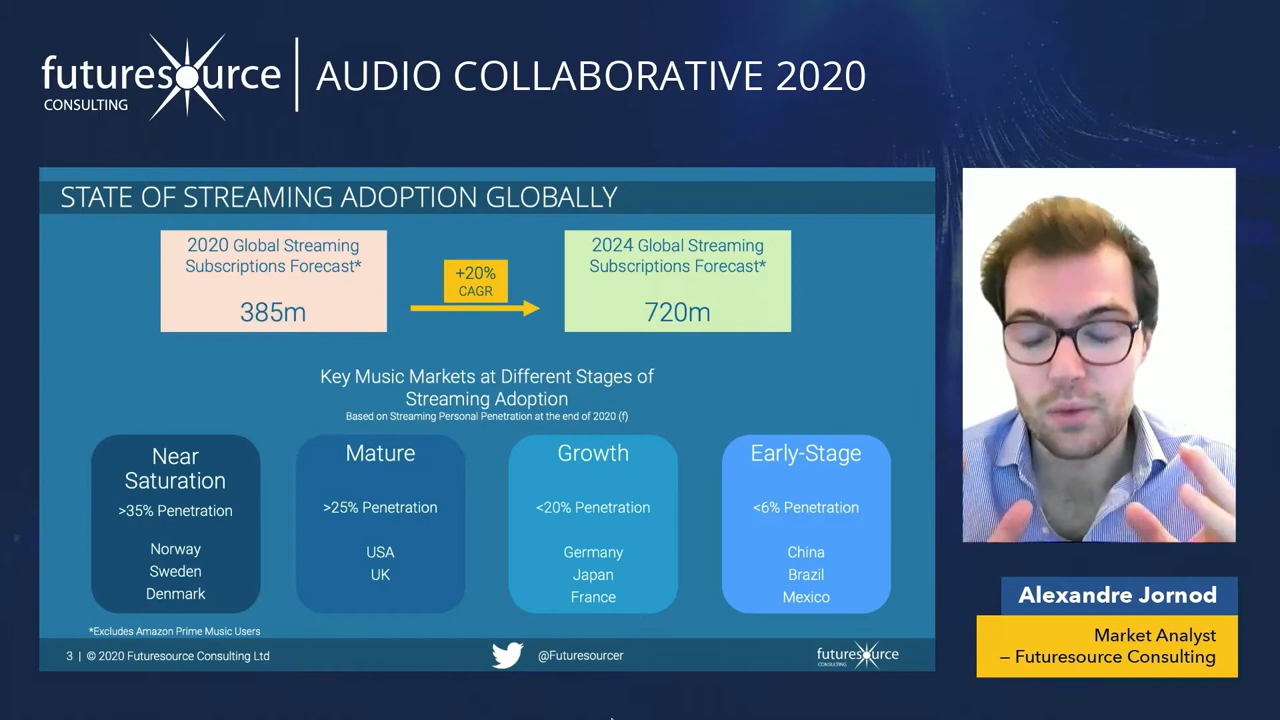 futuresource
CONSULTING
AUDIO COLLABORATIVE 2020
STATE OF STREAMING ADOPTION GLOBALLY
2020 Global Streaming
Subscriptions Forecast*
385m
+20%
CAGR
2024 Global Streaming
Subscriptions Forecast*
720m
Key Music Markets at Different Stages of
Streaming Adoption
Based on Streaming Personal Penetration at the end of 2020 (f)
Near
Saturation
>35% Penetration
Norway
Sweden
Denmark
Mature
>25% Penetration
USA
UK
Growth
<20% Penetration
Germany
Japan
France
Early-Stage
<6% Penetration
China
Brazil
Mexico
*Excludes Amazon Prime Music Users
3 | © 2020 Futuresource Consulting Ltd
@Futuresourcer
futuresource
CONSULTING
Alexandre Jornod
Market Analyst
– Futuresource Consulting